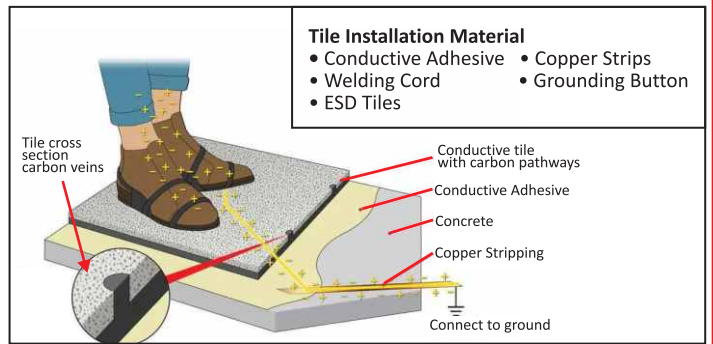 Tile Installation Material
• Conductive Adhesive • Copper Strips
• Welding Cord • Grounding Button
• ESD Tiles
Tile cross
section
carbon veins
Conductive tile
with carbon pathways
Conductive Adhesive
Concrete
Copper Stripping
Connect to ground